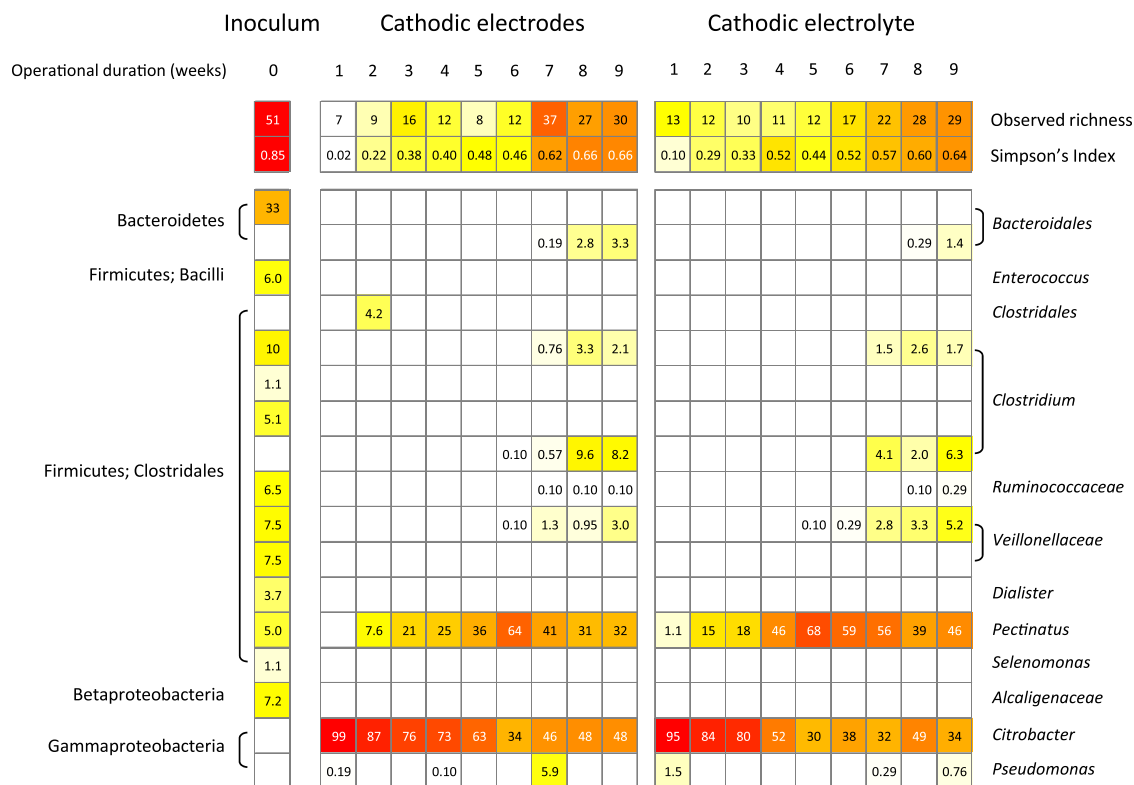 Inoculum Cathodic electrodes Cathodic electrolyte
Operational duration (weeks) 0 1 2 3 4 5 6 7 8 9 1 2 3 4 5 6 7 8 9
51 7 9 16 12 8 12 37 27 30 13 12 10 11 12 17 22 28 29 Observed richness
0.85 0.02 0.22 0.38 0.40 0.48 0.46 0.62 0.66 0.66 0.10 0.29 0.33 0.52 0.44 0.52 0.57 0.60 0.64 Simpson's Index
33
Bacteroidetes Bacteroidales
0.19 2.8 3.3 0.29 1.4
Firmicutes; Bacilli 6.0 Enterococcus
4.2 Clostridales
10 0.76 3.3 2.1 1.5 2.6 1.7
1.1
Clostridium
5.1
0.10 0.57 9.6 8.2 4.1 2.0 6.3
Firmicutes; Clostridales
6.5 0.10 0.10 0.10 0.10 0.29 Ruminococcaceae
7.5 0.10 1.3 0.95 3.0 0.10 0.29 2.8 3.3 5.2
Veillonellaceae
7.5
3.7 Dialister
5.0 7.6 21 25 36 64 41 31 32 1.1 15 18 46 68 59 56 39 46 Pectinatus
1.1 Selenomonas
Betaproteobacteria 7.2 Alcaligenaceae
99 87 76 73 63 34 46 48 48 95 84 80 52 30 38 32 49 34 Citrobacter
Gammaproteobacteria
0.19 0.10 5.9 1.5 0.29 0.76 Pseudomonas